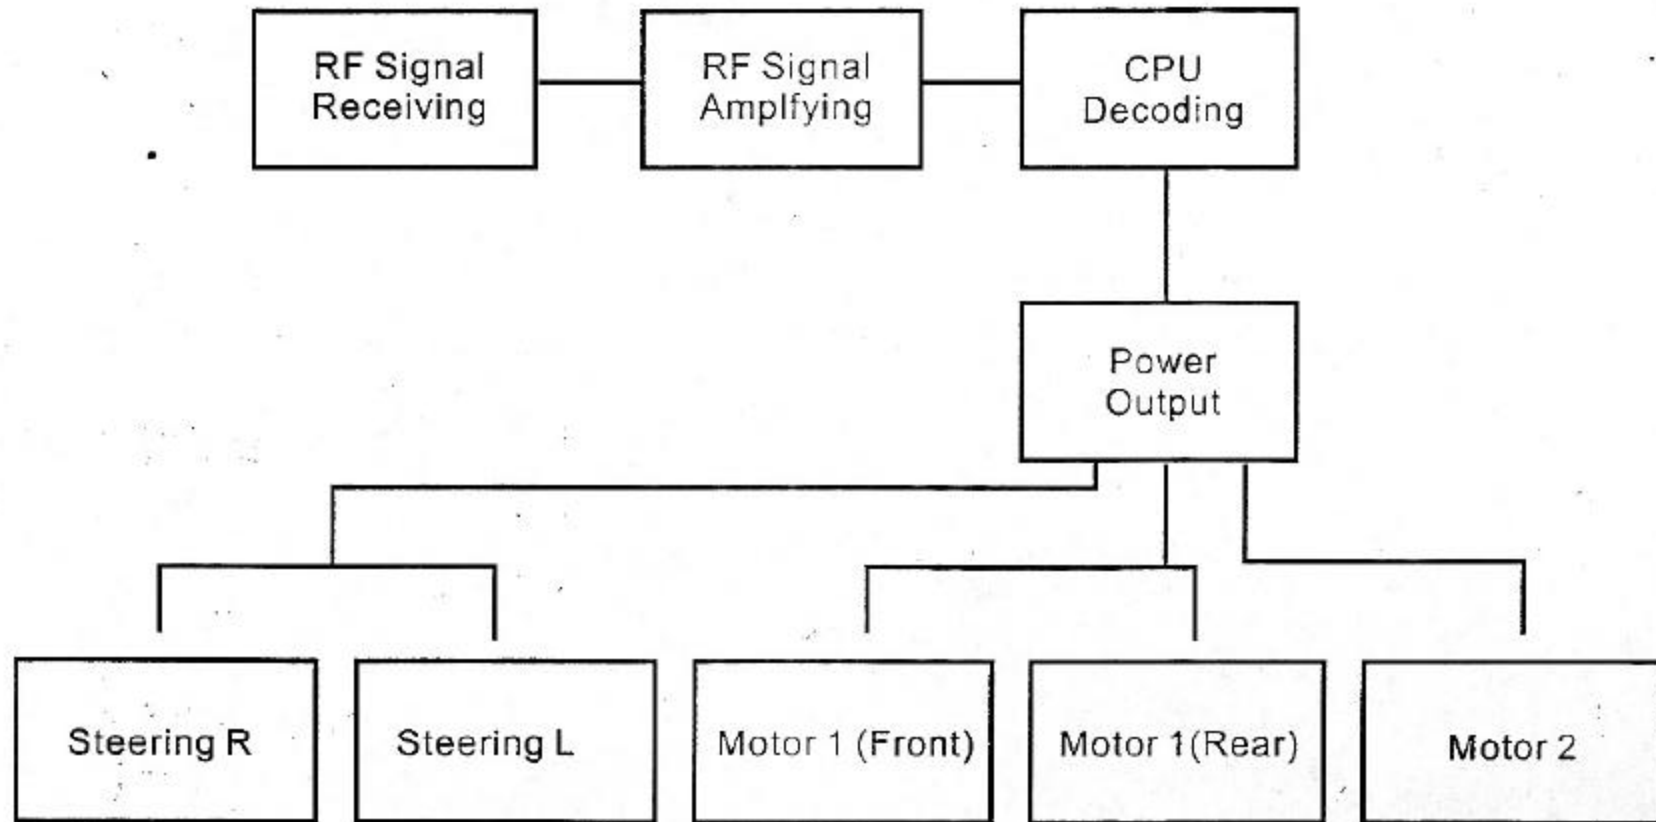 RF Signal
Receiving
RF Signal
Amplfying
CPU
Decoding
Power
Output
Steering R
Steering L
Motor 1 (Front)
Motor 1(Rear)
Motor 2